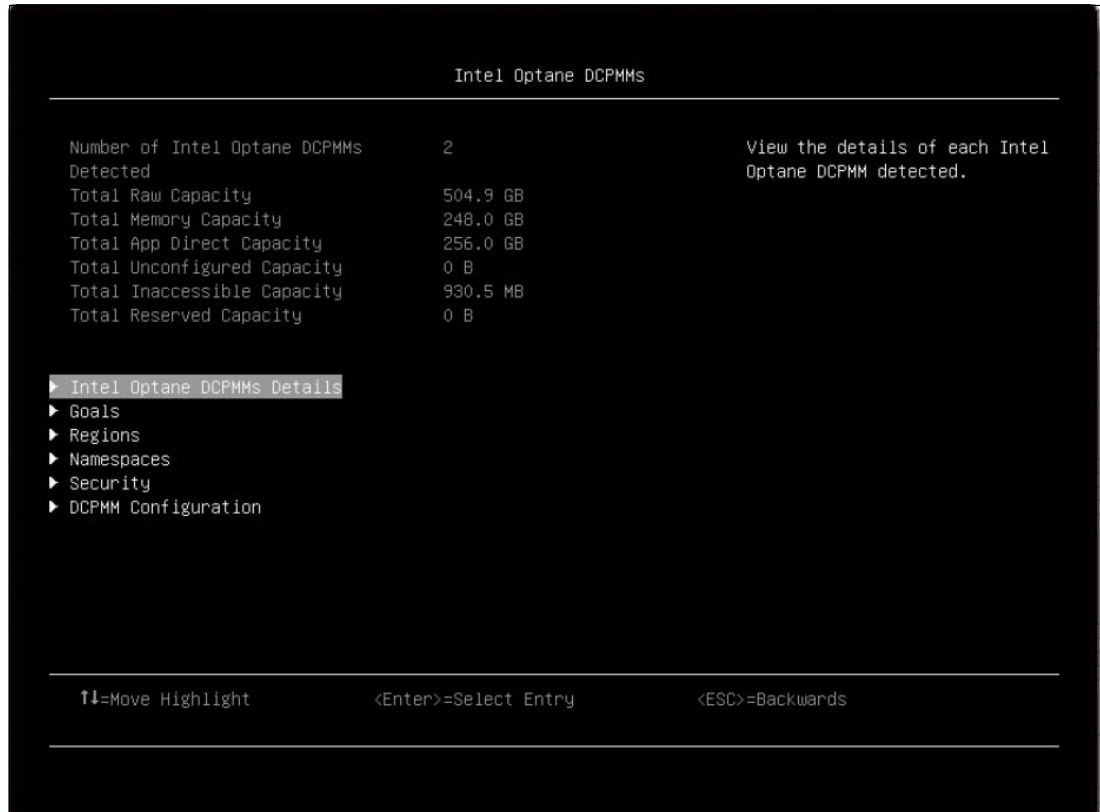 Intel Optane DCPMMs
Number of Intel Optane DCPMMs 2
Detected
Total Raw Capacity 504.9 GB
Total Memory Capacity 248.0 GB
Total App Direct Capacity 256.0 GB
Total Unconfigured Capacity 0 B
Total Inaccessible Capacity 930.5 MB
Total Reserved Capacity 0 B
View the details of each Intel
Optane DCPMM detected.
▶ Intel Optane DCPMMs Details
▶ Goals
▶ Regions
▶ Namespaces
▶ Security
▶ DCPMM Configuration
↑↓=Move Highlight <Enter>=Select Entry <ESC>=Backwards